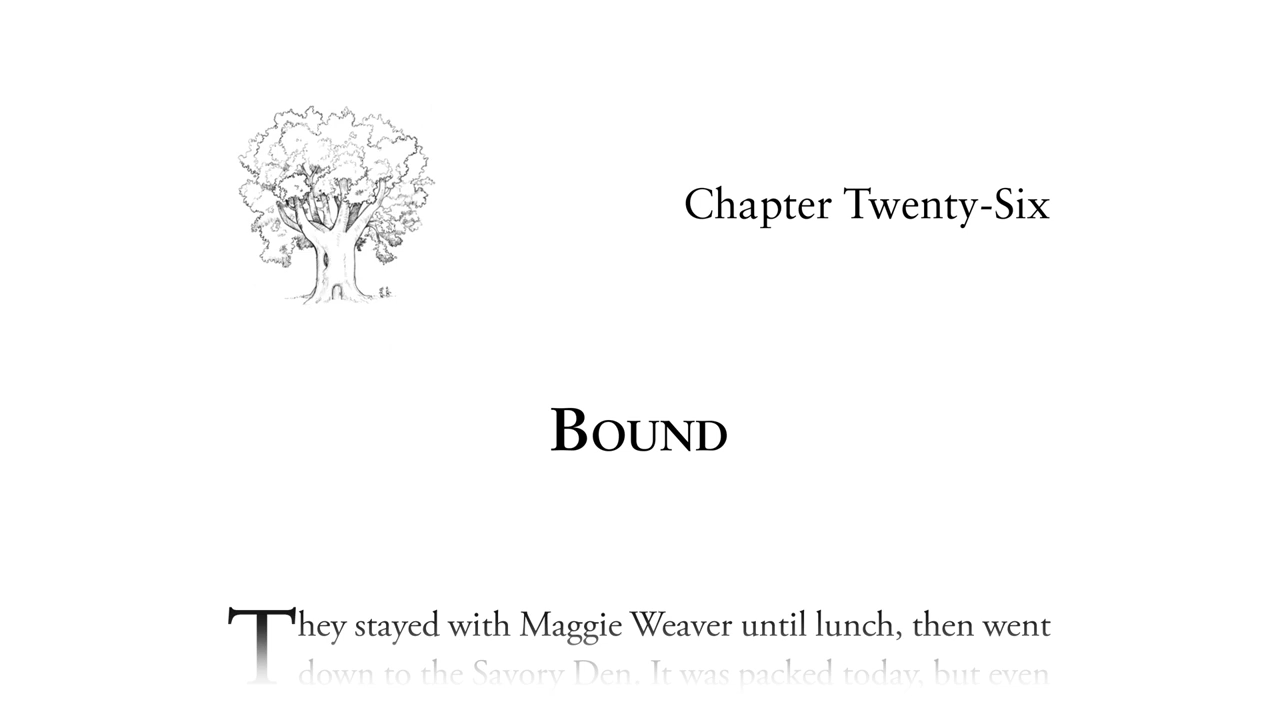 Chapter Twenty-Six
Bound
They stayed with Maggie Weaver until lunch, then went
down to the Savory Den. It was packed today, but even